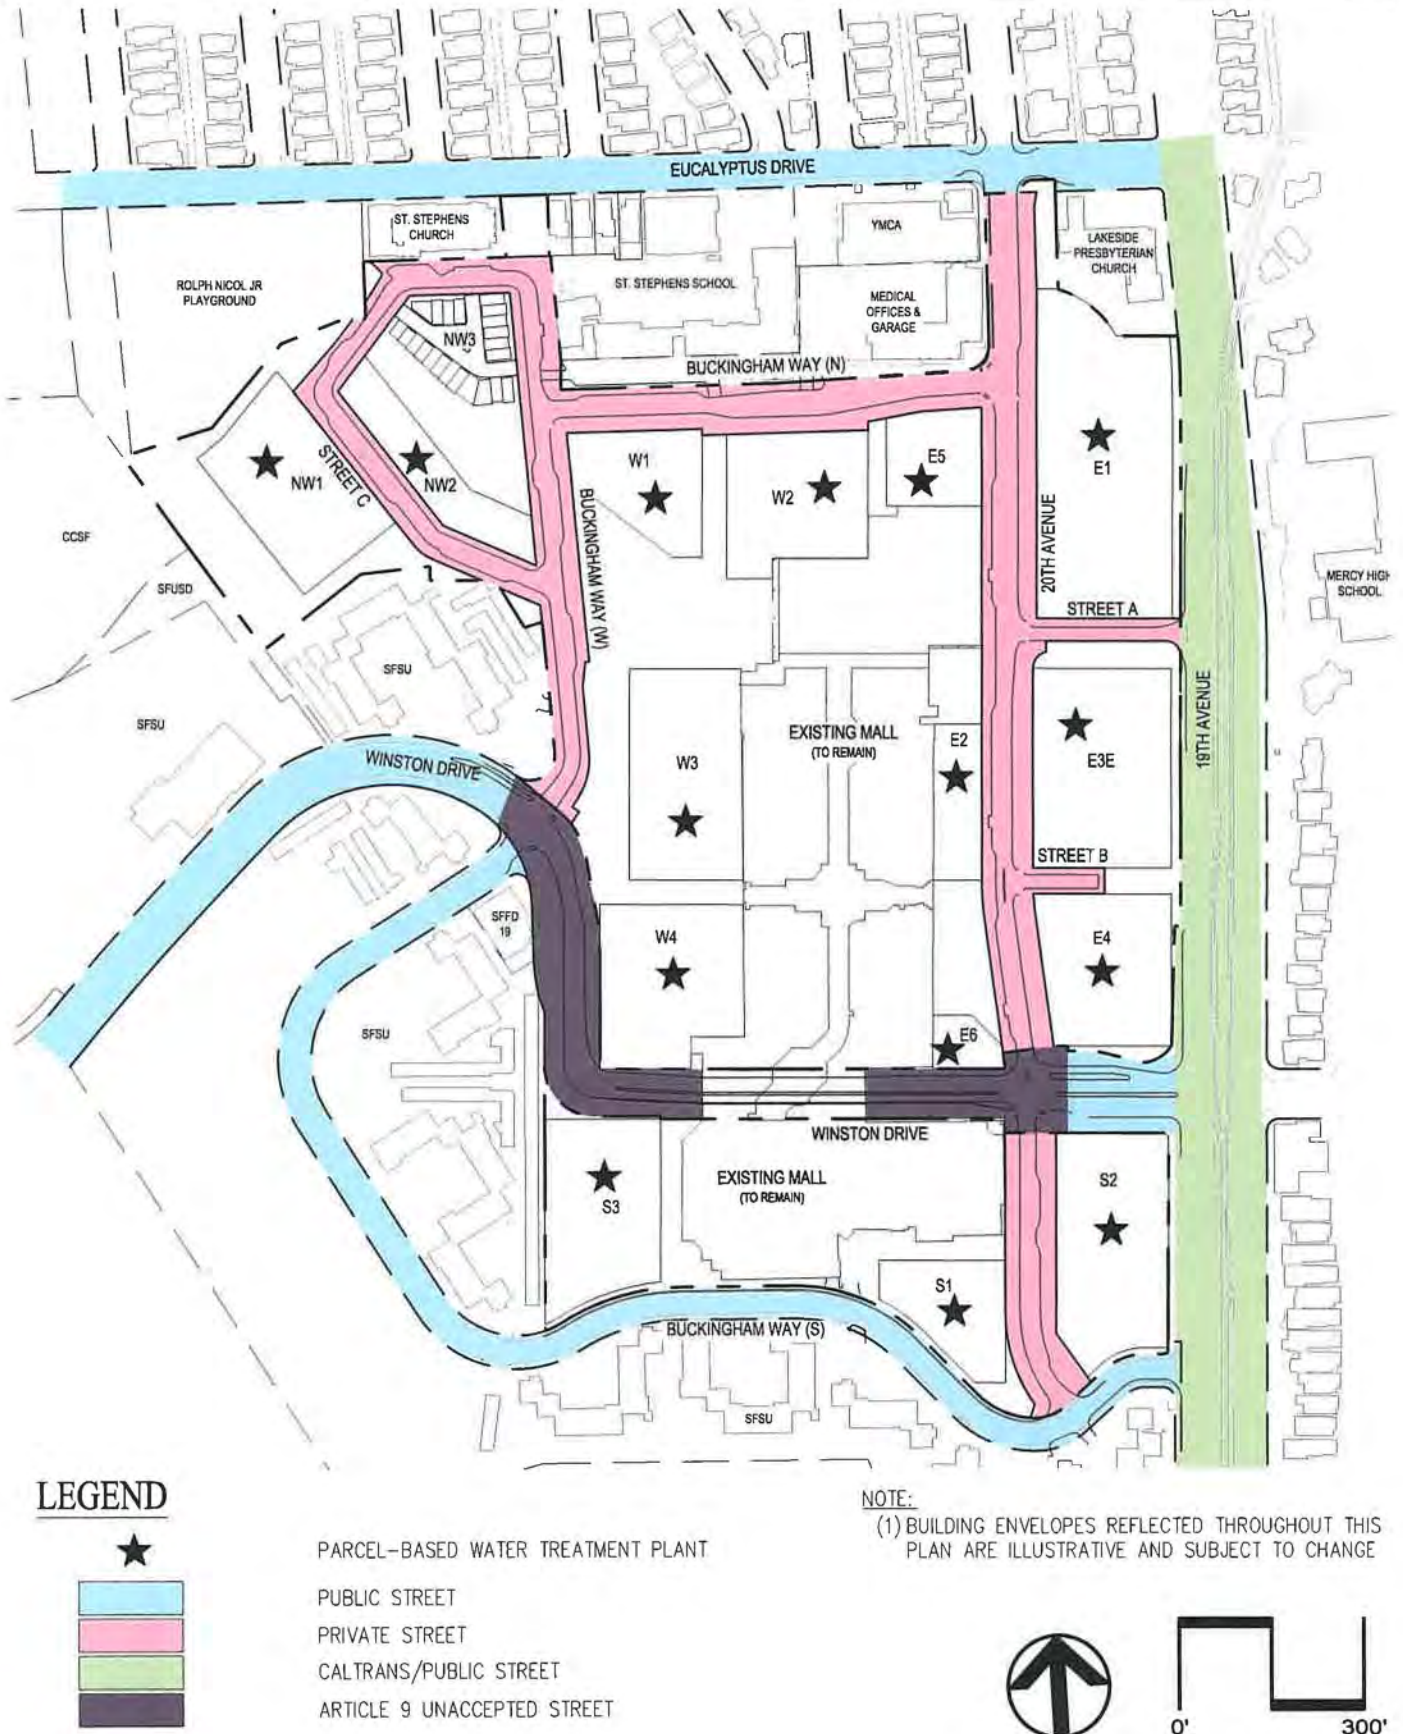 EUCALYPTUS DRIVE
ST. STEPHENS
CHURCH
YMCA
LAKESIDE
PRESBYTERIAN
CHURCH
ROLPH NICOL JR
PLAYGROUND
ST. STEPHENS SCHOOL
MEDICAL
OFFICES &
GARAGE
NW3
BUCKINGHAM WAY (N)
W1
E5
E1
NW1
STREET C
NW2
W2
BUCKINGHAM WAY (W)
20TH AVENUE
CCSF
SFUSD
MERCY HIGH
SCHOOL
STREET A
SFSU
SFSU
19TH AVENUE
EXISTING MALL
(TO REMAIN)
E2
WINSTON DRIVE
W3
E3E
STREET B
SFFD
19
W4
E4
SFSU
E6
WINSTON DRIVE
EXISTING MALL
(TO REMAIN)
S3
S2
S1
BUCKINGHAM WAY (S)
SFSU
LEGEND
PARCEL-BASED WATER TREATMENT PLANT
PUBLIC STREET
PRIVATE STREET
CALTRANS/PUBLIC STREET
ARTICLE 9 UNACCEPTED STREET
NOTE:
(1) BUILDING ENVELOPES REFLECTED THROUGHOUT THIS
PLAN ARE ILLUSTRATIVE AND SUBJECT TO CHANGE
0' 300'